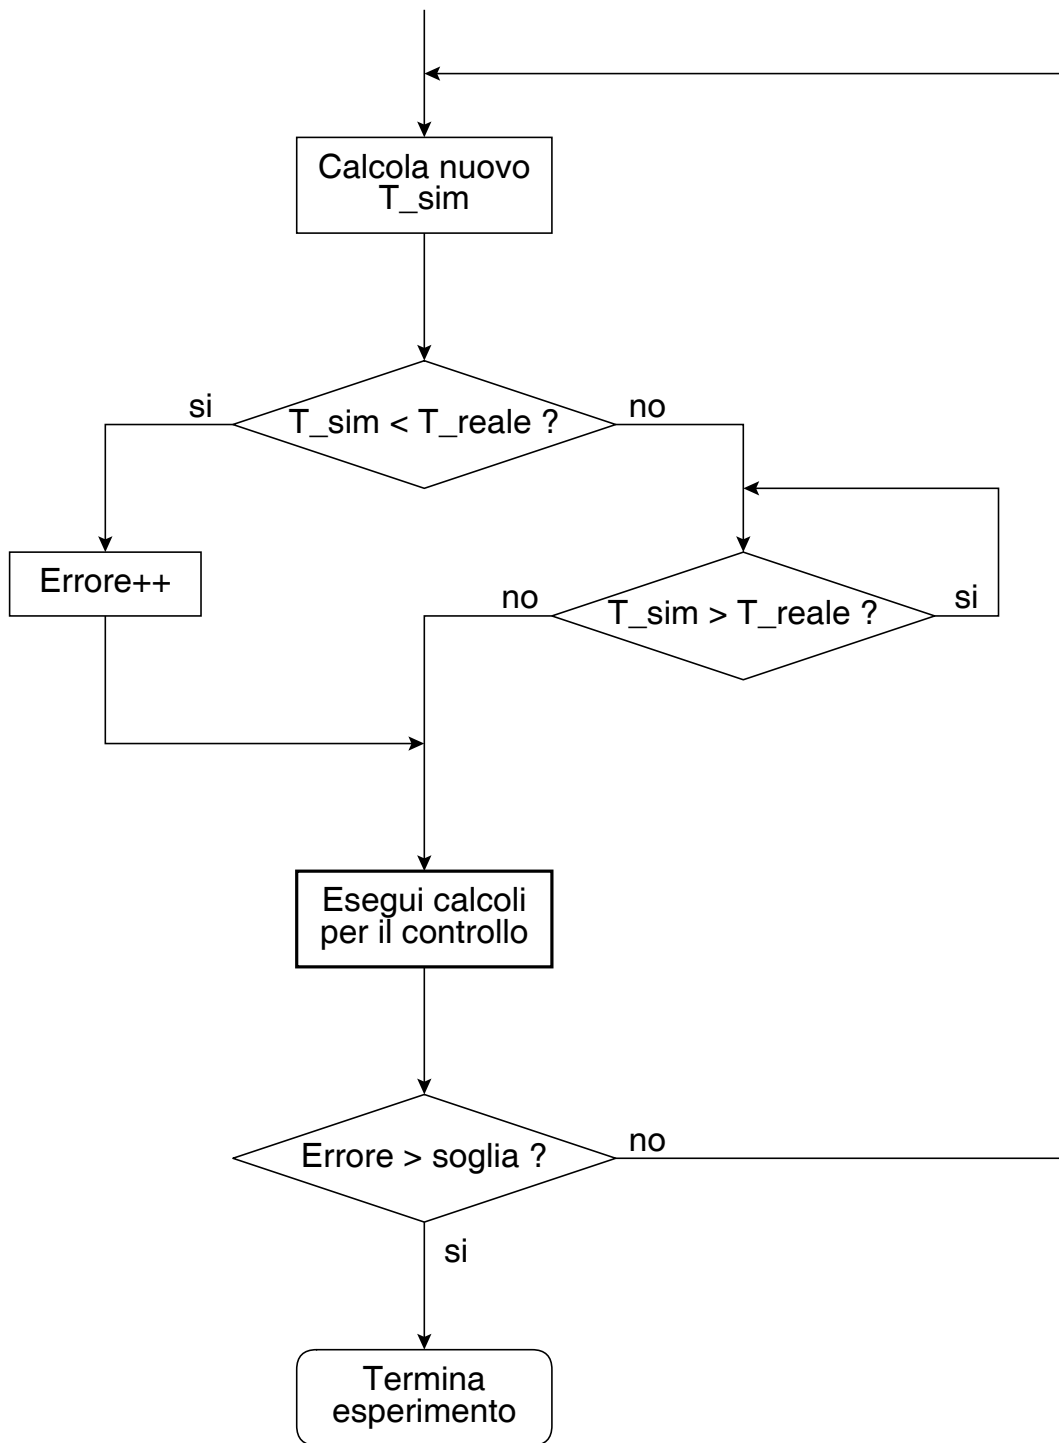 Calcola nuovo
T_sim
si
T_sim < T_reale ?
no
Errore++
no
T_sim > T_reale ?
si
Esegui calcoli
per il controllo
Errore > soglia ?
no
si
Termina
esperimento